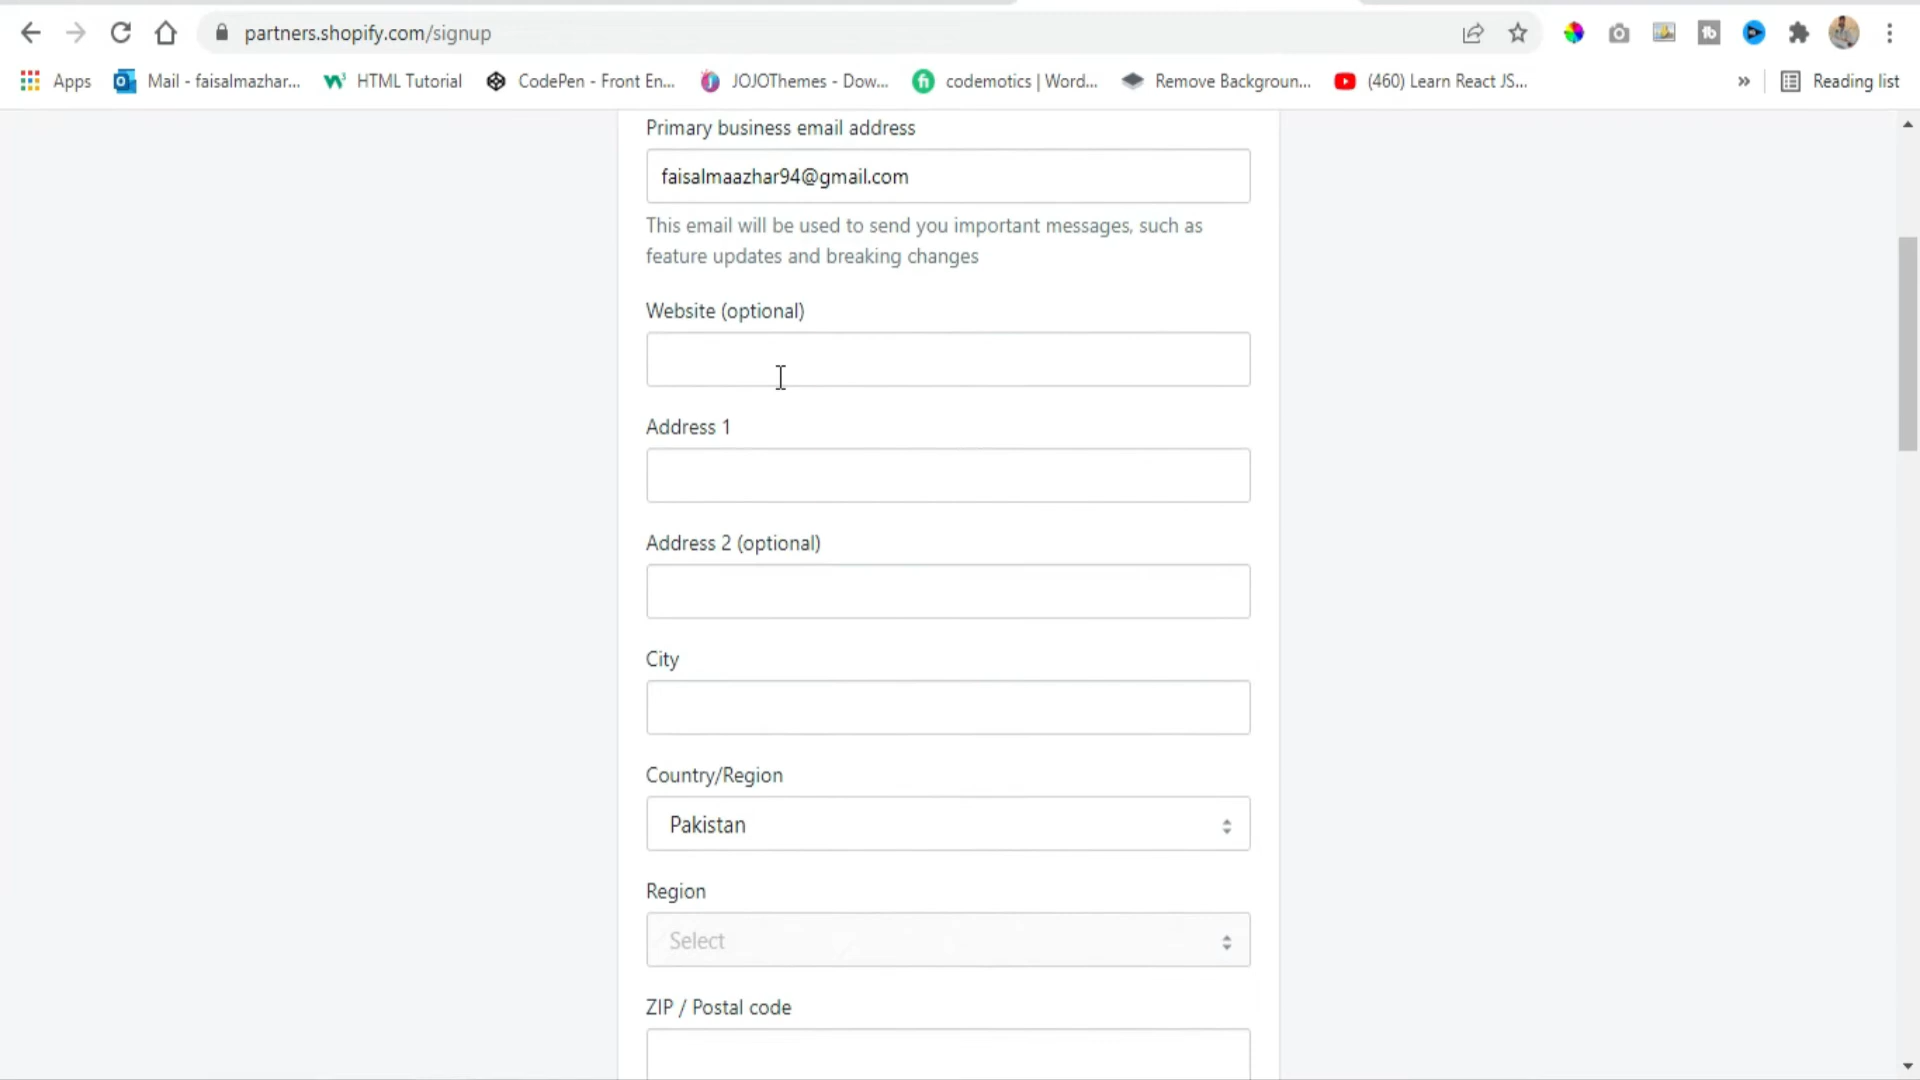 partners.shopify.com/signup
Apps
Mail - faisalmazhar...
HTML Tutorial
CodePen - Front En...
JOJOThemes - Dow...
codemotics | Word...
Remove Backgroun...
(460) Learn React JS...
»
Reading list
Primary business email address
faisalmaazhar94@gmail.com
This email will be used to send you important messages, such as
feature updates and breaking changes
Website (optional)
Address 1
Address 2 (optional)
City
Country/Region
Pakistan
Region
Select
ZIP / Postal code